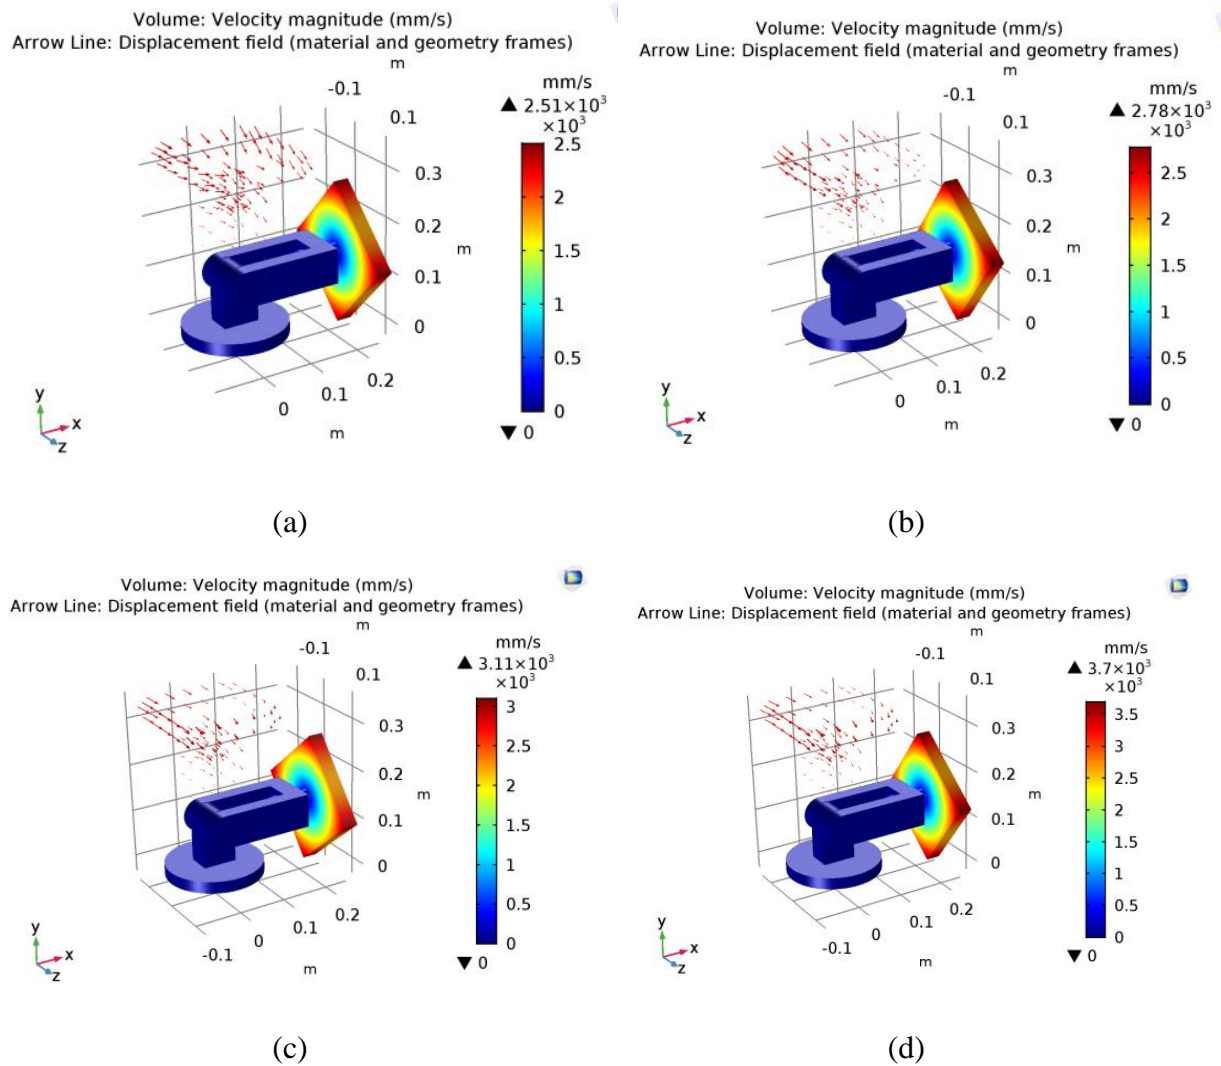 Volume: Velocity magnitude (mm/s)
Arrow Line: Displacement field (material and geometry frames)
m
-0.1
0.1
mm/s
▲ 2.51×10³
×10³
2.5
2
1.5
1
0.5
0
▼ 0
0.3
0.2
m
0.1
0
0.2
0.1
0
m
y
x
z
(a)
Volume: Velocity magnitude (mm/s)
Arrow Line: Displacement field (material and geometry frames)
m
-0.1
0.1
mm/s
▲ 2.78×10³
×10³
2.5
2
1.5
1
0.5
0
▼ 0
0.3
0.2
m
0.1
0
0.2
0.1
0
m
y
x
z
(b)
Volume: Velocity magnitude (mm/s)
Arrow Line: Displacement field (material and geometry frames)
m
-0.1
0.1
mm/s
▲ 3.11×10³
×10³
3
2.5
2
1.5
1
0.5
0
▼ 0
0.3
0.2
m
0.1
0
0.2
0.1
0
-0.1
m
y
x
z
(c)
Volume: Velocity magnitude (mm/s)
Arrow Line: Displacement field (material and geometry frames)
m
-0.1
0.1
mm/s
▲ 3.7×10³
×10³
3.5
3
2.5
2
1.5
1
0.5
0
▼ 0
0.3
0.2
m
0.1
0
0.2
0.1
0
-0.1
m
y
x
z
(d)